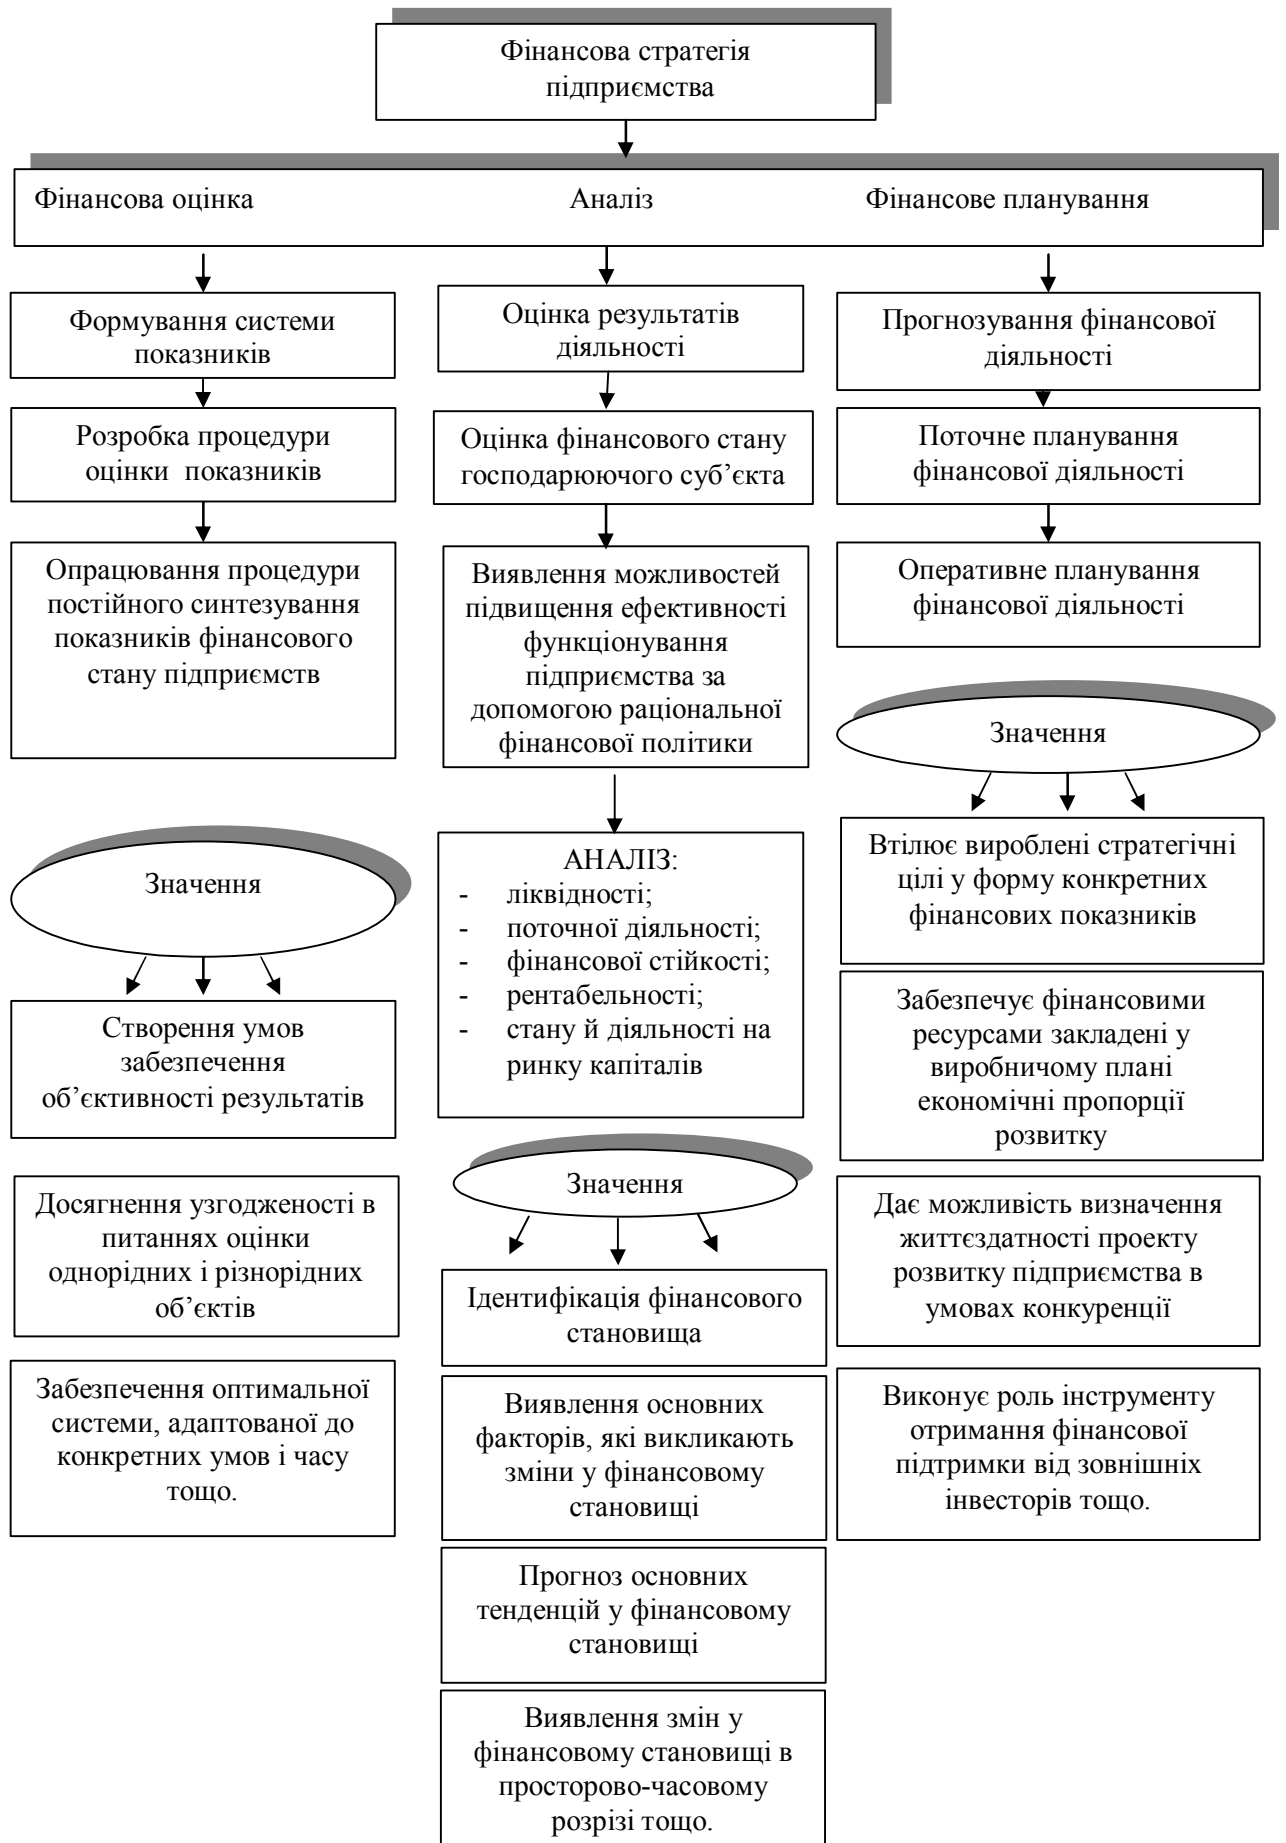 Фінансова стратегія
підприємства
Фінансова оцінка
Аналіз
Фінансове планування
Формування системи
показників
Розробка процедури
оцінки показників
Опрацювання процедури
постійного синтезування
показників фінансового
стану підприємств
Значення
Створення умов
забезпечення
об’єктивності результатів
Досягнення узгодженості в
питаннях оцінки
однорідних і різнорідних
об’єктів
Забезпечення оптимальної
системи, адаптованої до
конкретних умов і часу
тощо.
Оцінка результатів
діяльності
Оцінка фінансового стану
господарюючого суб’єкта
Виявлення можливостей
підвищення ефективності
функціонування
підприємства за
допомогою раціональної
фінансової політики
АНАЛІЗ:
- ліквідності;
- поточної діяльності;
- фінансової стійкості;
- рентабельності;
- стану й діяльності на
ринку капіталів
Значення
Ідентифікація фінансового
становища
Виявлення основних
факторів, які викликають
зміни у фінансовому
становищі
Прогноз основних
тенденцій у фінансовому
становищі
Виявлення змін у
фінансовому становищі в
просторово-часовому
розрізі тощо.
Прогнозування фінансової
діяльності
Поточне планування
фінансової діяльності
Оперативне планування
фінансової діяльності
Значення
Втілює вироблені стратегічні
цілі у форму конкретних
фінансових показників
Забезпечує фінансовими
ресурсами закладені у
виробничому плані
економічні пропорції
розвитку
Дає можливість визначення
життєздатності проекту
розвитку підприємства в
умовах конкуренції
Виконує роль інструменту
отримання фінансової
підтримки від зовнішніх
інвесторів тощо.